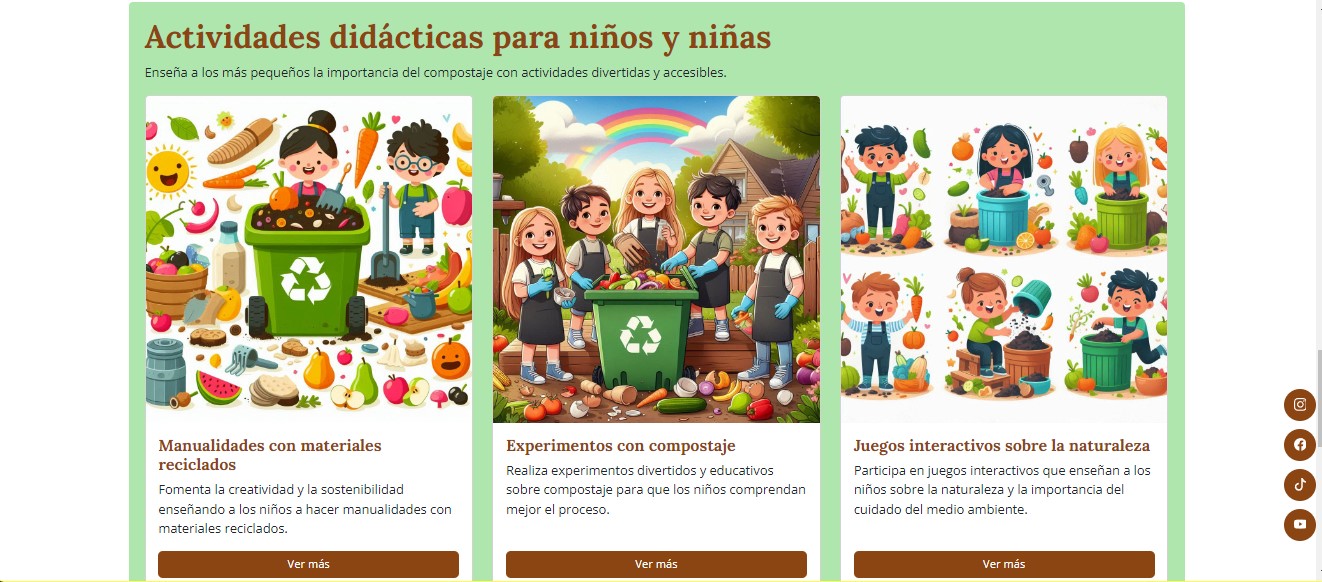 Actividades didácticas para niños y niñas
Enseña a los más pequeños la importancia del compostaje con actividades divertidas y accesibles.
Manualidades con materiales
reciclados
Fomenta la creatividad y la sostenibilidad
enseñando a los niños a hacer manualidades con
materiales reciclados.
Ver más
Experimentos con compostaje
Realiza experimentos divertidos y educativos
sobre compostaje para que los niños comprendan
mejor el proceso.
Ver más
Juegos interactivos sobre la naturaleza
Participa en juegos interactivos que enseñan a los
niños sobre la naturaleza y la importancia del
cuidado del medio ambiente.
Ver más